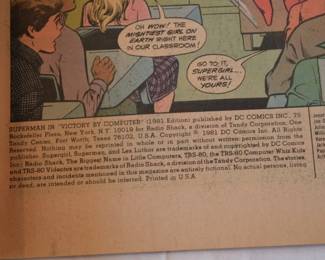 OH WOW! THE
MIGHTIEST GIRL ON
EARTH RIGHT HERE
IN OUR CLASSROOM!
GO TO IT,
SUPERGIRL...
WE'RE ALL
YOURS!
SUPERMAN IN "VICTORY BY COMPUTER" (1981 Edition) published by DC COMICS INC., 75
Rockefeller Plaza, New York, N.Y. 10019 for Radio Shack, a division of Tandy Corporation, One
Tandy Center, Fort Worth, Texas 76102, U.S.A. Copyright © 1981 DC Comics Inc. All Rights
Reserved. Nothing may be reprinted in whole or in part without written permission from the
publisher. Supergirl, Superman, and Lex Luthor are trademarks of and copyrighted by DC Comics
Inc. Radio Shack, The Biggest Name in Little Computers, TRS-80, the TRS-80 Computer Whiz Kids
and TRS-80 Videotex are trademarks of Radio Shack, a division of the Tandy Corporation. The stories,
characters and incidents mentioned in this magazine are entirely fictional. No actual persons, living
or dead, are intended or should be inferred. Printed in U.S.A.